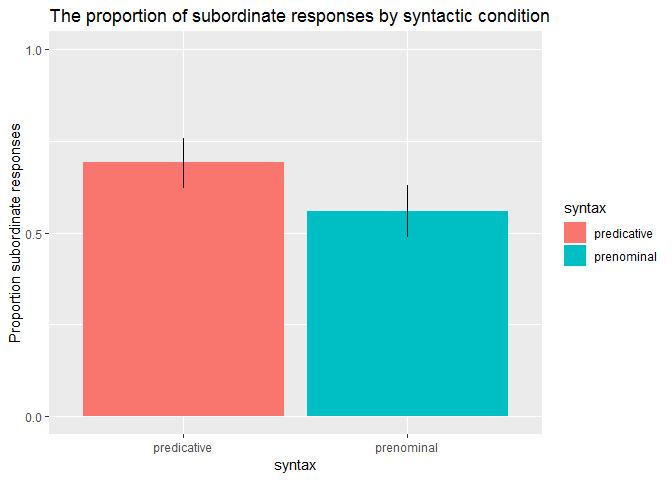 The proportion of subordinate responses by syntactic condition
1.0
0.5
0.0
Proportion subordinate responses
predicative
prenominal
syntax
syntax
predicative
prenominal